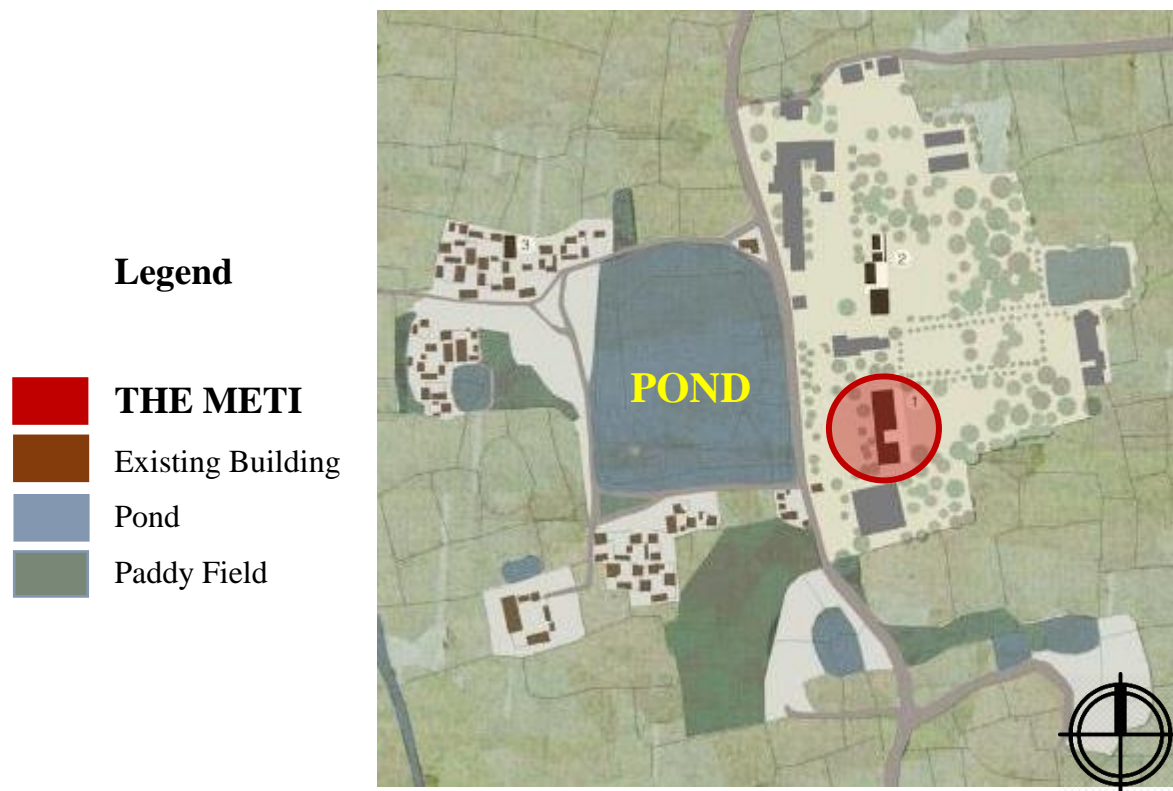 Legend
THE METI
Existing Building
Pond
Paddy Field
POND
3
2
1